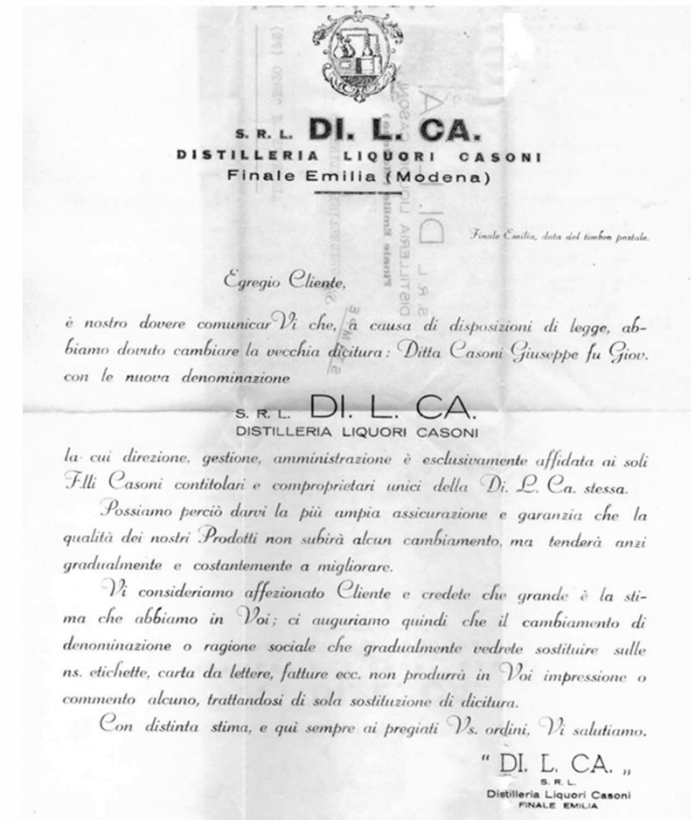 S. R. L. DI. L. CA.
DISTILLERIA LIQUORI CASONI
Finale Emilia (Modena)
Finale Emilia, data del timbro postale.
Egregio Cliente,
è nostro dovere comunicarVi che, a causa di disposizioni di legge, ab-
biamo dovuto cambiare la vecchia dicitura: Ditta Casoni Giuseppe fu Giov.
con le nuova denominazione
S. R. L. DI. L. CA.
DISTILLERIA LIQUORI CASONI
la cui direzione, gestione, amministrazione è esclusivamente affidata ai soli
F.lli Casoni contitolari e comproprietari unici della Di. L. Ca. stessa.
Possiamo perciò darvi la più ampia assicurazione e garanzia che la
qualità dei nostri Prodotti non subirà alcun cambiamento, ma tenderà anzi
gradualmente e costantemente a migliorare.
Vi consideriamo affezionato Cliente e credete che grande è la sti-
ma che abbiamo in Voi; ci auguriamo quindi che il cambiamento di
denominazione o ragione sociale che gradualmente vedrete sostituire sulle
ns. etichette, carta da lettere, fatture ecc. non produrrà in Voi impressione o
commento alcuno, trattandosi di sola sostituzione di dicitura.
Con distinta stima, e quì sempre ai pregiati Vs. ordini, Vi salutiamo.
" DI. L. CA. „
S. R. L.
Distilleria Liquori Casoni
FINALE EMILIA